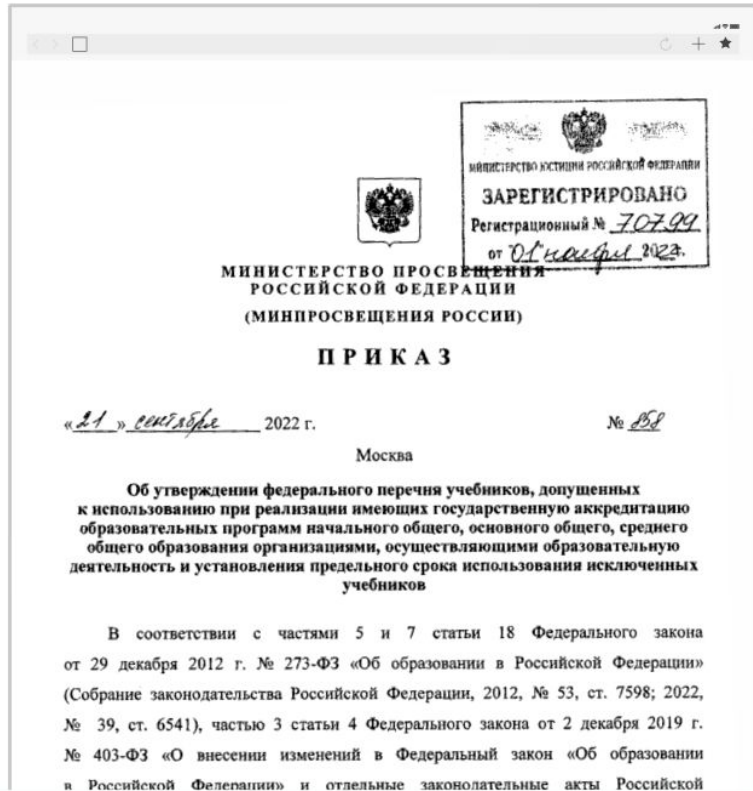 МИНИСТЕРСТВО ЮСТИЦИИ РОССИЙСКОЙ ФЕДЕРАЦИИ
ЗАРЕГИСТРИРОВАНО
Регистрационный № 70799
от "01" ноября 2022г.
МИНИСТЕРСТВО ПРОСВЕЩЕНИЯ
РОССИЙСКОЙ ФЕДЕРАЦИИ
(МИНПРОСВЕЩЕНИЯ РОССИИ)
ПРИКАЗ
«21» сентября 2022 г. № 858
Москва
Об утверждении федерального перечня учебников, допущенных
к использованию при реализации имеющих государственную аккредитацию
образовательных программ начального общего, основного общего, среднего
общего образования организациями, осуществляющими образовательную
деятельность и установления предельного срока использования исключенных
учебников
В соответствии с частями 5 и 7 статьи 18 Федерального закона
от 29 декабря 2012 г. № 273-ФЗ «Об образовании в Российской Федерации»
(Собрание законодательства Российской Федерации, 2012, № 53, ст. 7598; 2022,
№ 39, ст. 6541), частью 3 статьи 4 Федерального закона от 2 декабря 2019 г.
№ 403-ФЗ «О внесении изменений в Федеральный закон «Об образовании
в Российской Федерации» и отдельные законодательные акты Российской